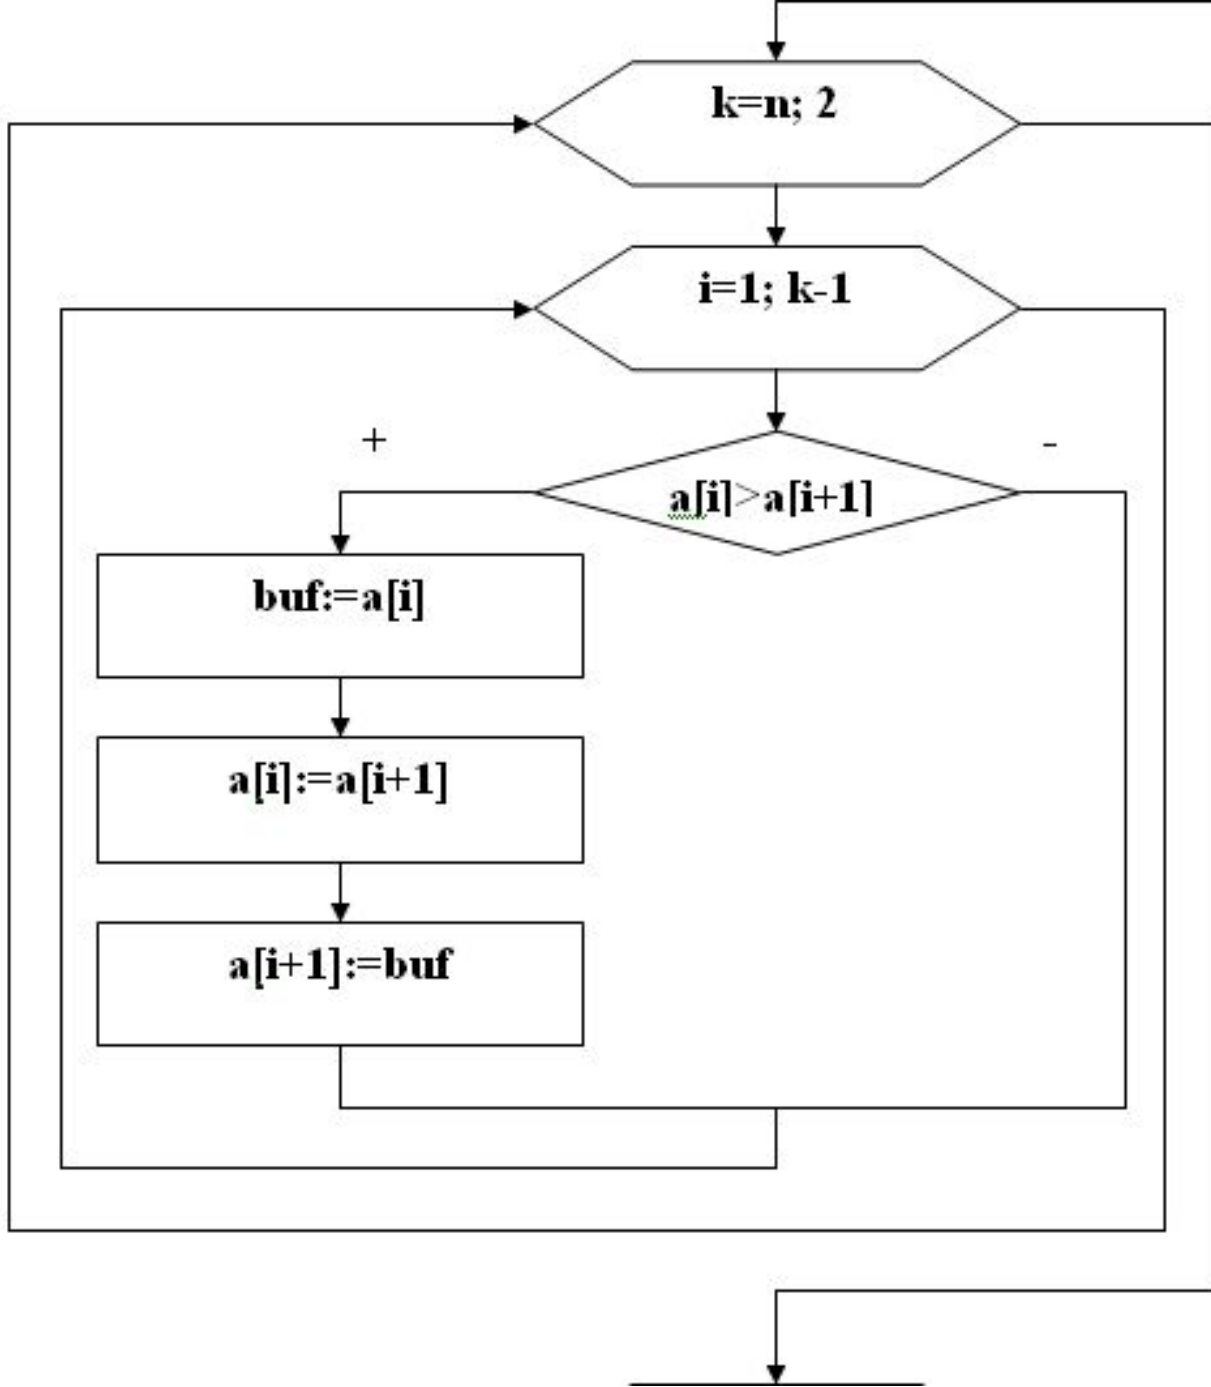 k=n; 2
i=1; k-1
+
-
a[i]>a[i+1]
buf:=a[i]
a[i]:=a[i+1]
a[i+1]:=buf